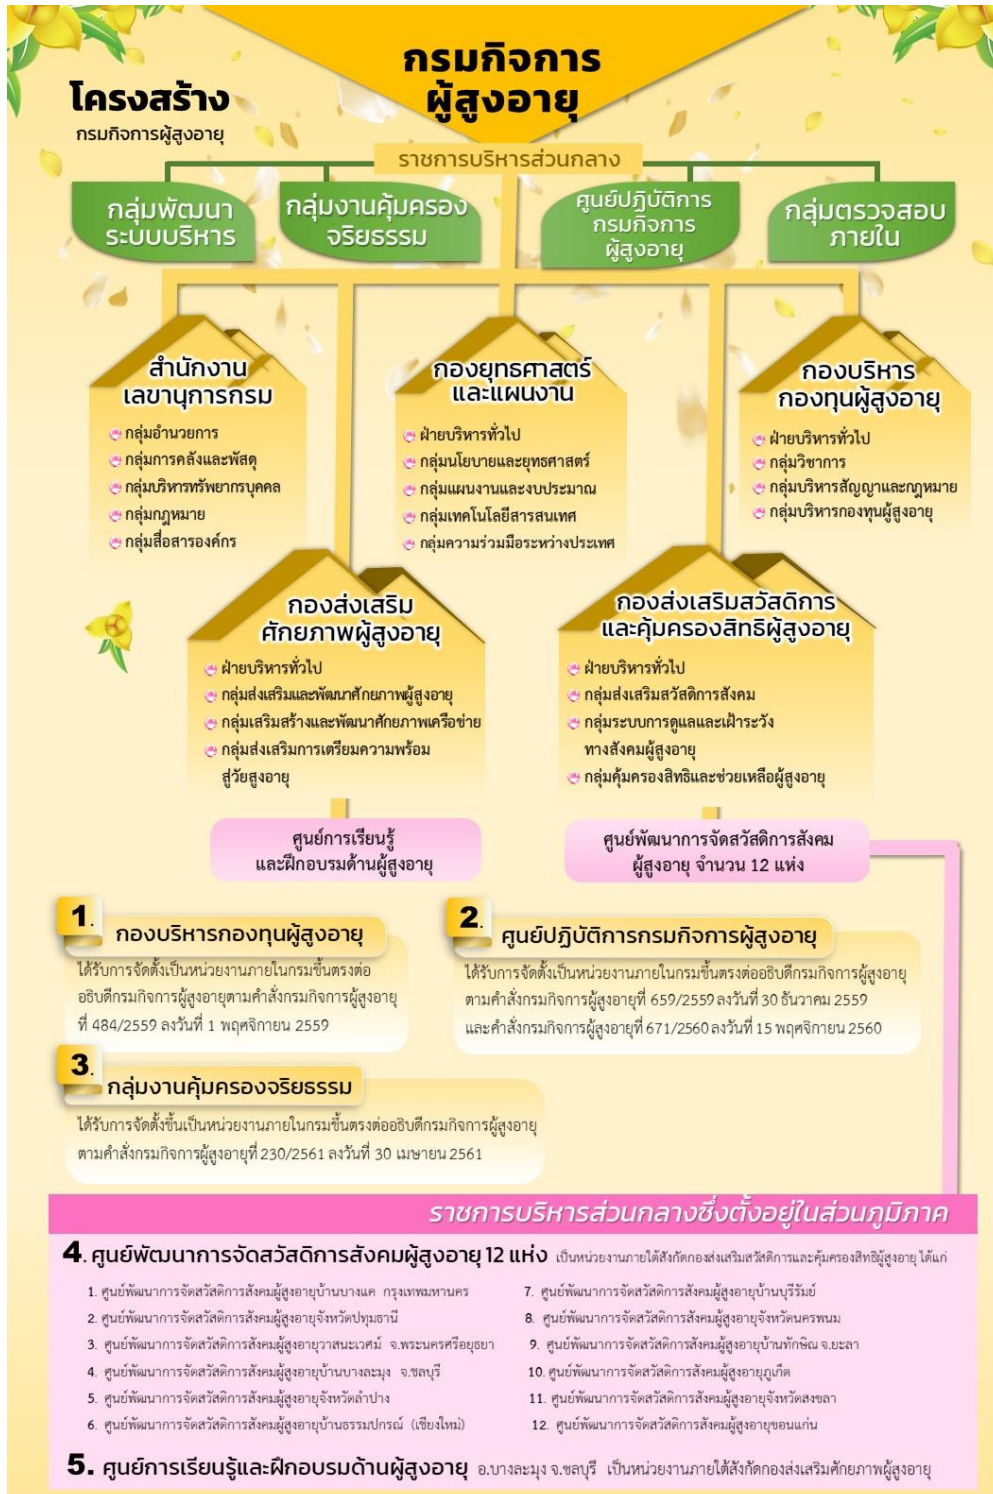 กรมกิจการ
ผู้สูงอายุ
โครงสร้าง
กรมกิจการผู้สูงอายุ
ราชการบริหารส่วนกลาง
กลุ่มพัฒนา
ระบบบริหาร
กลุ่มงานคุ้มครอง
จริยธรรม
ศูนย์ปฏิบัติการ
กรมกิจการ
ผู้สูงอายุ
กลุ่มตรวจสอบ
ภายใน
สำนักงาน
เลขานุการกรม
กลุ่มอำนวยการ
กลุ่มการคลังและพัสดุ
กลุ่มบริหารทรัพยากรบุคคล
กลุ่มกฎหมาย
กลุ่มสื่อสารองค์กร
กองยุทธศาสตร์
และแผนงาน
ฝ่ายบริหารทั่วไป
กลุ่มนโยบายและยุทธศาสตร์
กลุ่มแผนงานและงบประมาณ
กลุ่มเทคโนโลยีสารสนเทศ
กลุ่มความร่วมมือระหว่างประเทศ
กองบริหาร
กองทุนผู้สูงอายุ
ฝ่ายบริหารทั่วไป
กลุ่มวิชาการ
กลุ่มบริหารสัญญาและกฎหมาย
กลุ่มบริหารกองทุนผู้สูงอายุ
กองส่งเสริม
ศักยภาพผู้สูงอายุ
ฝ่ายบริหารทั่วไป
กลุ่มส่งเสริมและพัฒนาศักยภาพผู้สูงอายุ
กลุ่มเสริมสร้างและพัฒนาศักยภาพเครือข่าย
กลุ่มส่งเสริมการเตรียมความพร้อม
สู่วัยสูงอายุ
กองส่งเสริมสวัสดิการ
และคุ้มครองสิทธิผู้สูงอายุ
ฝ่ายบริหารทั่วไป
กลุ่มส่งเสริมสวัสดิการสังคม
กลุ่มระบบการดูแลและเฝ้าระวัง
ทางสังคมผู้สูงอายุ
กลุ่มคุ้มครองสิทธิและช่วยเหลือผู้สูงอายุ
ศูนย์การเรียนรู้
และฝึกอบรมด้านผู้สูงอายุ
ศูนย์พัฒนาการจัดสวัสดิการสังคม
ผู้สูงอายุ จำนวน 12 แห่ง
1. กองบริหารกองทุนผู้สูงอายุ
ได้รับการจัดตั้งเป็นหน่วยงานภายในกรมขึ้นตรงต่อ
อธิบดีกรมกิจการผู้สูงอายุตามคำสั่งกรมกิจการผู้สูงอายุ
ที่ 484/2559 ลงวันที่ 1 พฤศจิกายน 2559
2. ศูนย์ปฏิบัติการกรมกิจการผู้สูงอายุ
ได้รับการจัดตั้งเป็นหน่วยงานภายในกรมขึ้นตรงต่ออธิบดีกรมกิจการผู้สูงอายุ
ตามคำสั่งกรมกิจการผู้สูงอายุที่ 659/2559 ลงวันที่ 30 ธันวาคม 2559
และคำสั่งกรมกิจการผู้สูงอายุที่ 671/2560 ลงวันที่ 15 พฤศจิกายน 2560
3. กลุ่มงานคุ้มครองจริยธรรม
ได้รับการจัดตั้งขึ้นเป็นหน่วยงานภายในกรมขึ้นตรงต่ออธิบดีกรมกิจการผู้สูงอายุ
ตามคำสั่งกรมกิจการผู้สูงอายุที่ 230/2561 ลงวันที่ 30 เมษายน 2561
ราชการบริหารส่วนกลางซึ่งตั้งอยู่ในส่วนภูมิภาค
4. ศูนย์พัฒนาการจัดสวัสดิการสังคมผู้สูงอายุ 12 แห่ง เป็นหน่วยงานภายใต้สังกัดกองส่งเสริมสวัสดิการและคุ้มครองสิทธิผู้สูงอายุ ได้แก่
1. ศูนย์พัฒนาการจัดสวัสดิการสังคมผู้สูงอายุบ้านบางแค กรุงเทพมหานคร
2. ศูนย์พัฒนาการจัดสวัสดิการสังคมผู้สูงอายุจังหวัดปทุมธานี
3. ศูนย์พัฒนาการจัดสวัสดิการสังคมผู้สูงอายุวาสนะเวศม์ จ.พระนครศรีอยุธยา
4. ศูนย์พัฒนาการจัดสวัสดิการสังคมผู้สูงอายุบ้านบางละมุง จ.ชลบุรี
5. ศูนย์พัฒนาการจัดสวัสดิการสังคมผู้สูงอายุจังหวัดลำปาง
6. ศูนย์พัฒนาการจัดสวัสดิการสังคมผู้สูงอายุบ้านธรรมปกรณ์ (เชียงใหม่)
7. ศูนย์พัฒนาการจัดสวัสดิการสังคมผู้สูงอายุบ้านบุรีรัมย์
8. ศูนย์พัฒนาการจัดสวัสดิการสังคมผู้สูงอายุจังหวัดนครพนม
9. ศูนย์พัฒนาการจัดสวัสดิการสังคมผู้สูงอายุบ้านทักษิณ จ.ยะลา
10. ศูนย์พัฒนาการจัดสวัสดิการสังคมผู้สูงอายุภูเก็ต
11. ศูนย์พัฒนาการจัดสวัสดิการสังคมผู้สูงอายุจังหวัดสงขลา
12. ศูนย์พัฒนาการจัดสวัสดิการสังคมผู้สูงอายุขอนแก่น
5. ศูนย์การเรียนรู้และฝึกอบรมด้านผู้สูงอายุ อ.บางละมุง จ.ชลบุรี เป็นหน่วยงานภายใต้สังกัดกองส่งเสริมศักยภาพผู้สูงอายุ